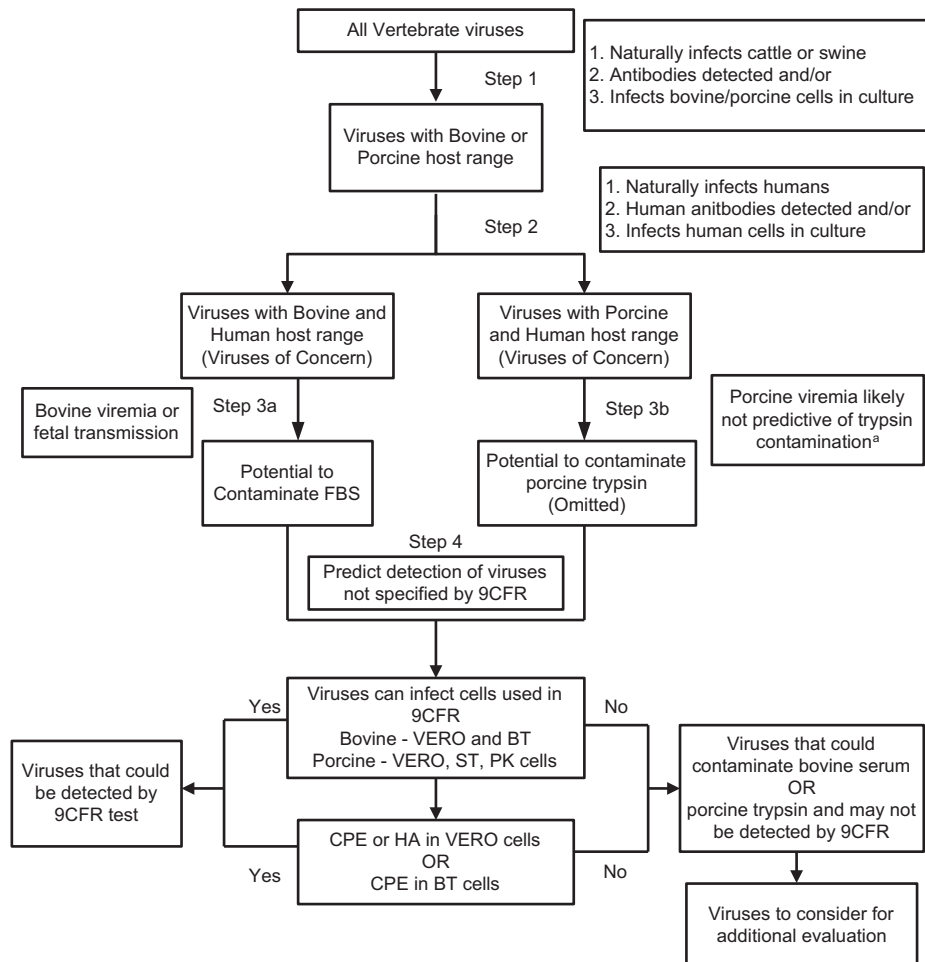 All Vertebrate viruses
1. Naturally infects cattle or swine
2. Antibodies detected and/or
3. Infects bovine/porcine cells in culture
Step 1
Viruses with Bovine or
Porcine host range
1. Naturally infects humans
2. Human anitbodies detected and/or
3. Infects human cells in culture
Step 2
Viruses with Bovine and
Human host range
(Viruses of Concern)
Viruses with Porcine
and Human host range
(Viruses of Concern)
Bovine viremia or
fetal transmission
Step 3a
Step 3b
Porcine viremia likely
not predictive of trypsin
contaminationª
Potential to
Contaminate FBS
Potential to contaminate
porcine trypsin
(Omitted)
Step 4
Predict detection of viruses
not specified by 9CFR
Yes
Viruses can infect cells used in
9CFR
Bovine - VERO and BT
Porcine - VERO, ST, PK cells
No
Viruses that could
be detected by
9CFR test
Viruses that could
contaminate bovine serum
OR
porcine trypsin and may not
be detected by 9CFR
Yes
CPE or HA in VERO cells
OR
CPE in BT cells
No
Viruses to consider for
additional evaluation